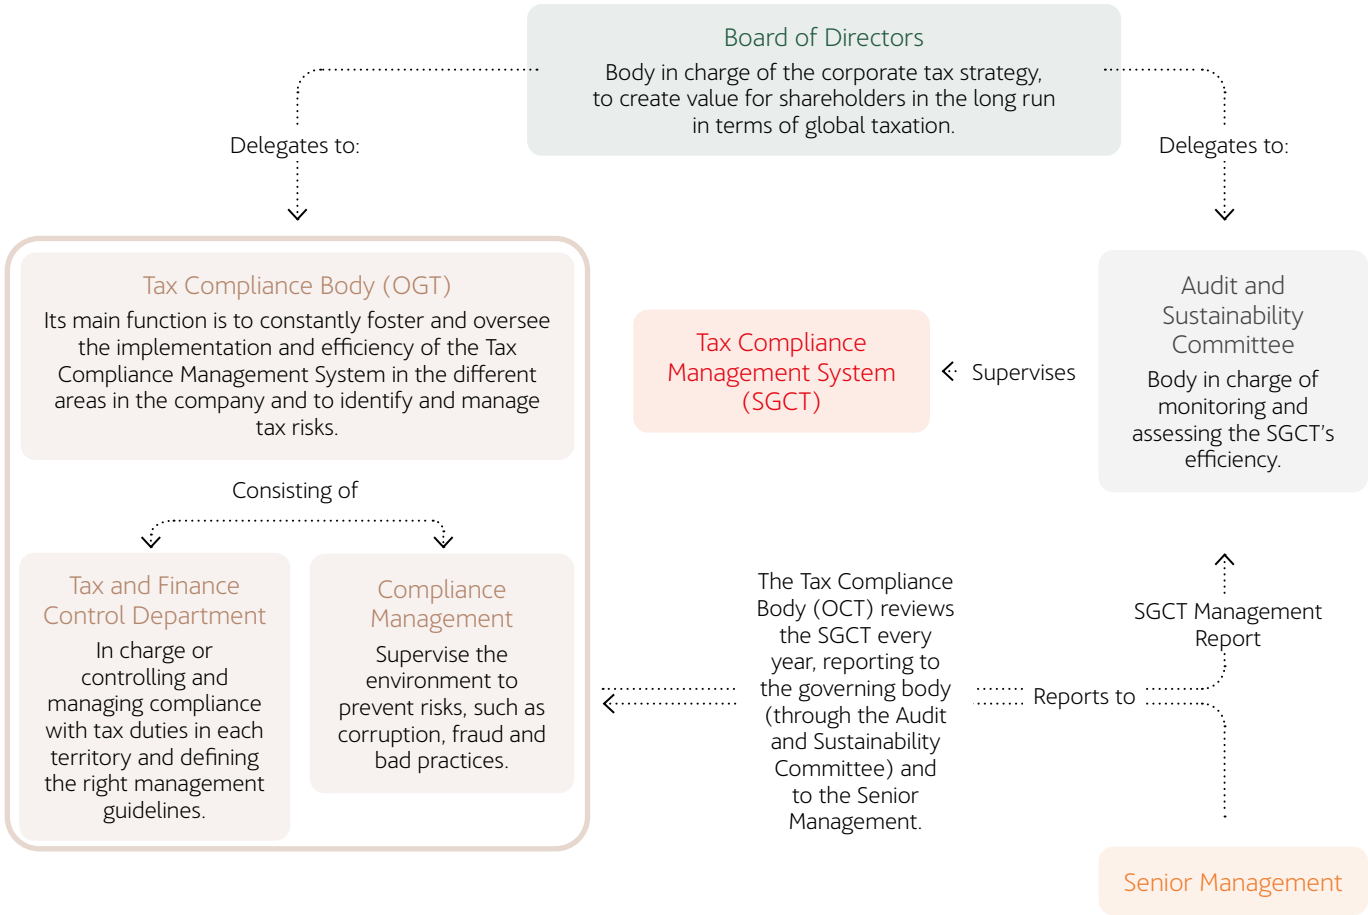 Board of Directors
Body in charge of the corporate tax strategy,
to create value for shareholders in the long run
in terms of global taxation.
Delegates to:
Delegates to:
Tax Compliance Body (OGT)
Its main function is to constantly foster and oversee
the implementation and efficiency of the Tax
Compliance Management System in the different
areas in the company and to identify and manage
tax risks.
Consisting of
Tax and Finance
Control Department
In charge or
controlling and
managing compliance
with tax duties in each
territory and defining
the right management
guidelines.
Compliance
Management
Supervise the
environment to
prevent risks, such as
corruption, fraud and
bad practices.
Tax Compliance
Management System
(SGCT)
Supervises
Audit and
Sustainability
Committee
Body in charge of
monitoring and
assessing the SGCT's
efficiency.
The Tax Compliance
Body (OCT) reviews
the SGCT every
year, reporting to
the governing body
(through the Audit
and Sustainability
Committee) and
to the Senior
Management.
Reports to
SGCT Management
Report
Senior Management